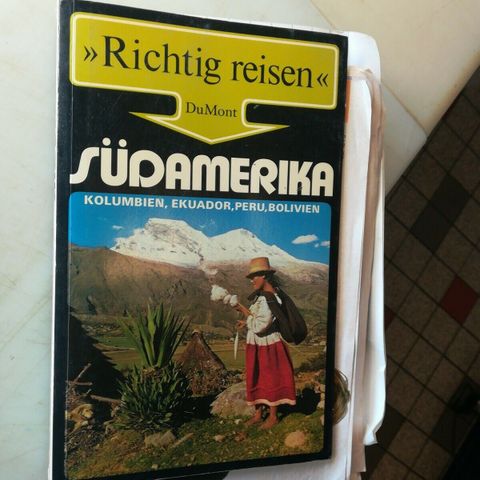 »Richtig reisen«
DuMont
SÜDAMERIKA
KOLUMBIEN, EKUADOR,PERU,BOLIVIEN